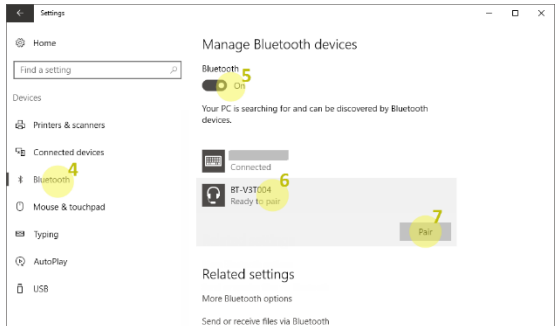 Settings
Home
Find a setting
Devices
Printers & scanners
Connected devices
4
Bluetooth
Mouse & touchpad
Typing
AutoPlay
USB
Manage Bluetooth devices
Bluetooth
5
On
Your PC is searching for and can be discovered by Bluetooth
devices.
Connected
6
BT-V3T004
Ready to pair
7
Pair
Related settings
More Bluetooth options
Send or receive files via Bluetooth